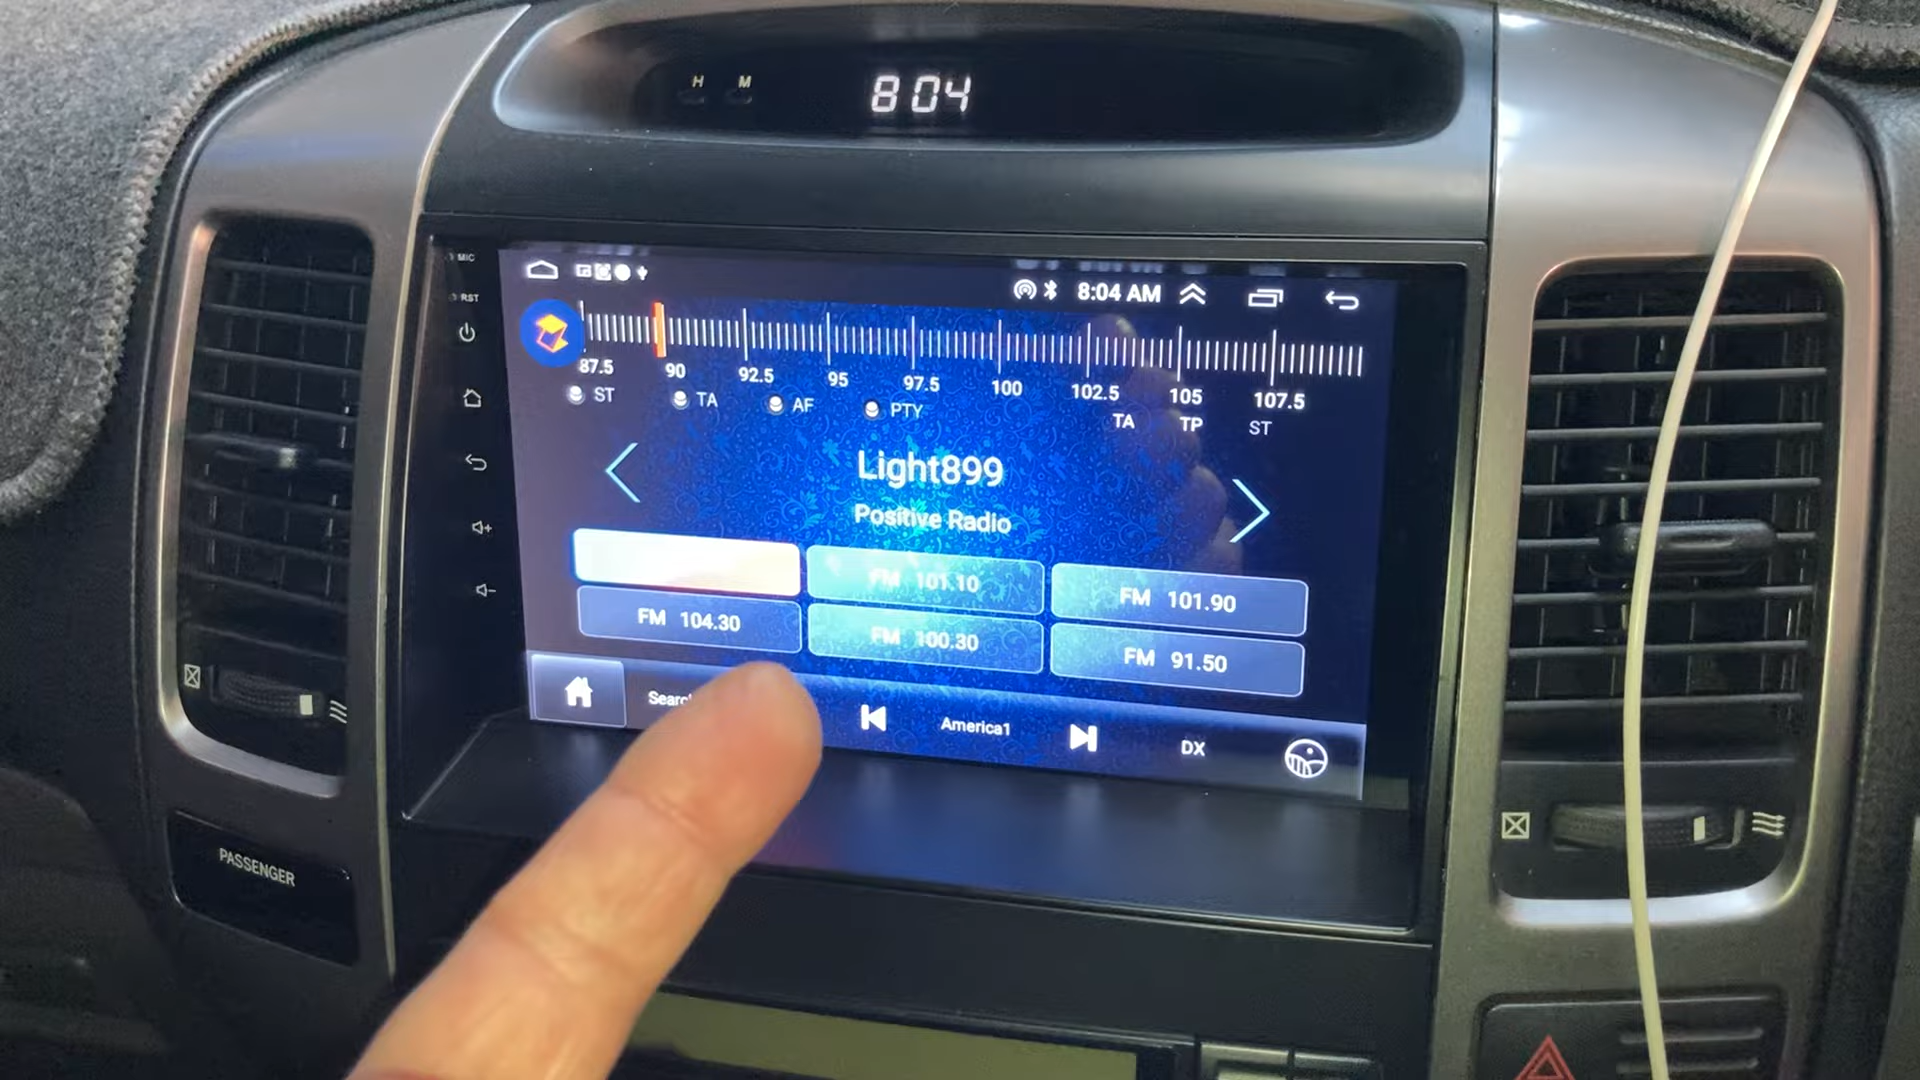 H M
804
MIC
RST
8:04 AM
87.5 90 92.5 95 97.5 100 102.5 105 107.5
ST TA AF PTY
TA TP ST
Light899
Positive Radio
FM 101.10
FM 101.90
FM 104.30
FM 100.30
FM 91.50
America1
DX
PASSENGER